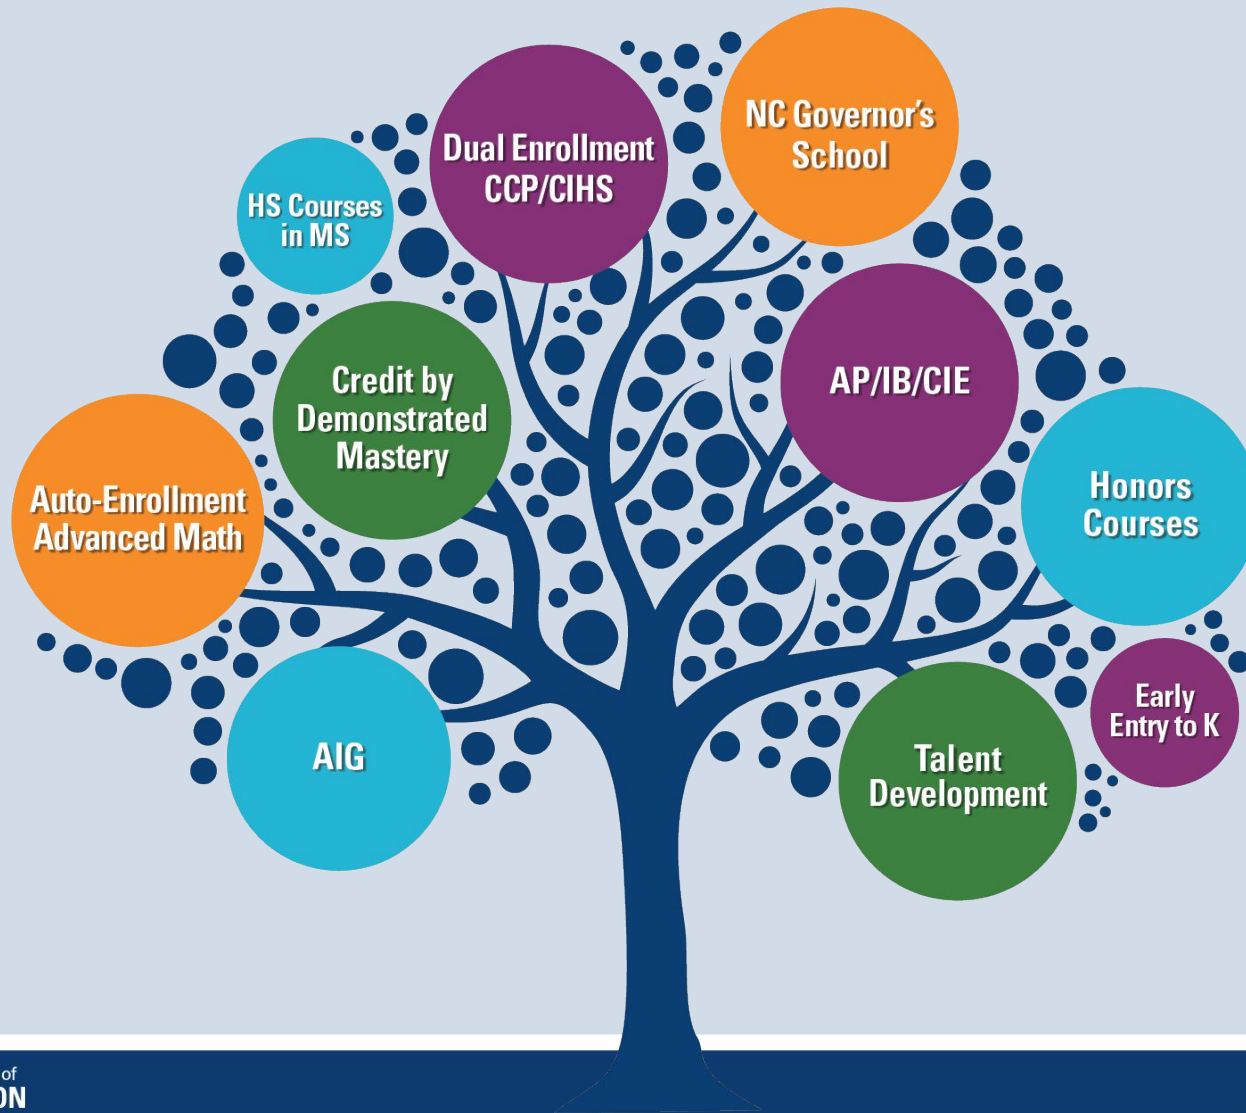 NC Governor's
School
Dual Enrollment
CCP/CIHS
HS Courses
in MS
Credit by
Demonstrated
Mastery
AP/IB/CIE
Auto-Enrollment
Advanced Math
Honors
Courses
AIG
Talent
Development
Early
Entry to K
of